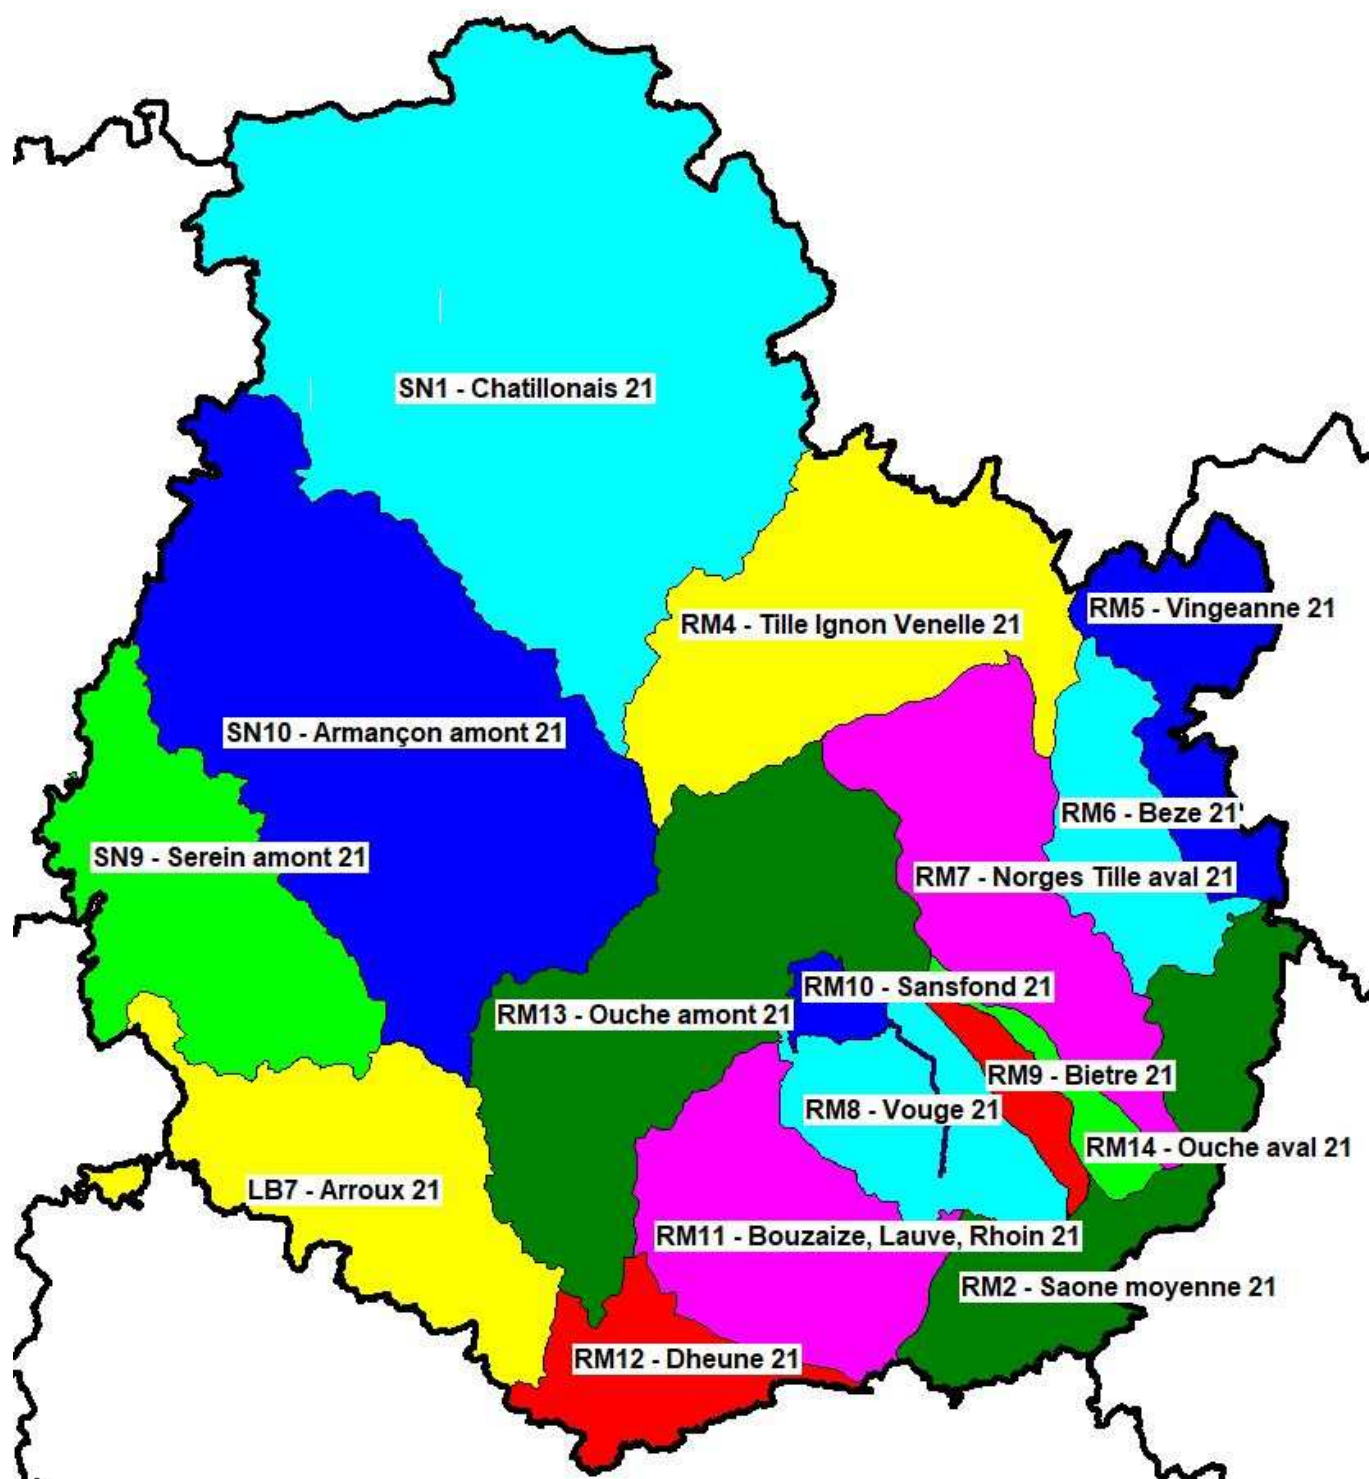 SN1 - Chatillonais 21
RM5 - Vingeanne 21
RM4 - Tille Ignon Venelle 21
SN10 - Armançon amont 21
RM6 - Beze 21
SN9 - Serein amont 21
RM7 - Norges Tille aval 21
RM10 - Sansfond 21
RM13 - Ouche amont 21
RM9 - Bietre 21
RM8 - Vouge 21
RM14 - Ouche aval 21
LB7 - Arroux 21
RM11 - Bouzaize, Lauve, Rhoin 21
RM2 - Saone moyenne 21
RM12 - Dheune 21